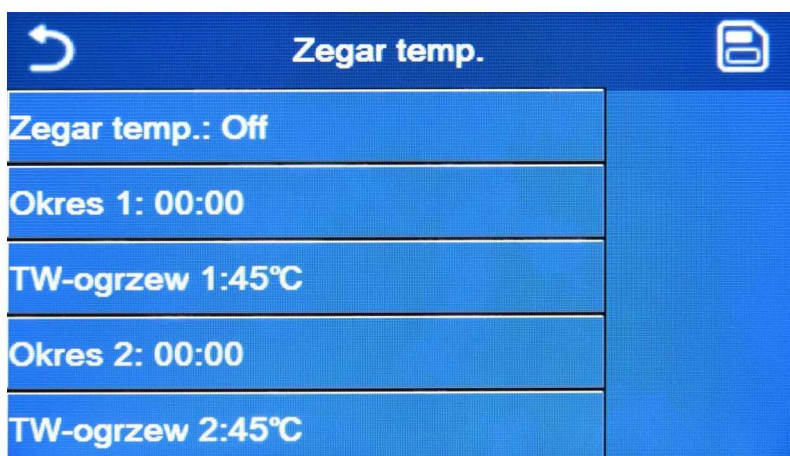 Zegar temp.
Zegar temp.: Off
Okres 1: 00:00
TW-ogrzew 1:45℃
Okres 2: 00:00
TW-ogrzew 2:45℃